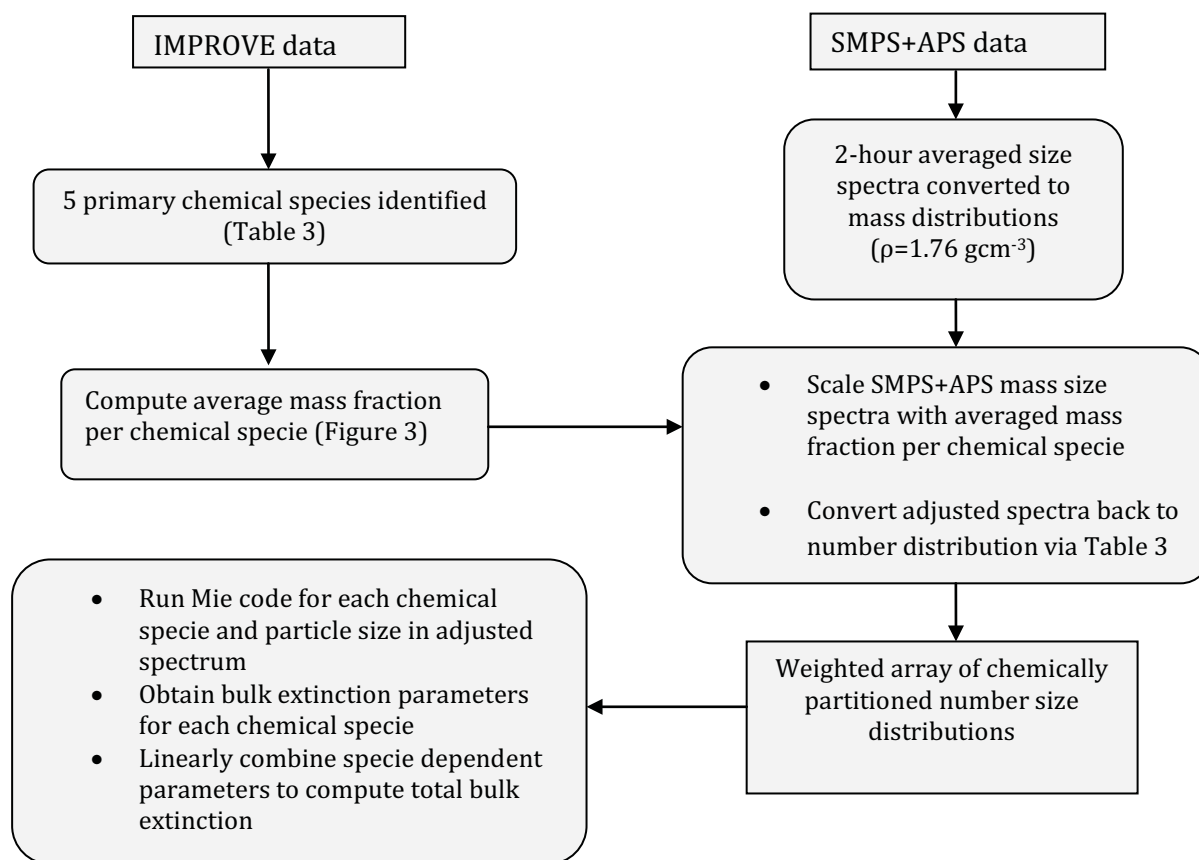 IMPROVE data
SMPS+APS data
5 primary chemical species identified
(Table 3)
2-hour averaged size
spectra converted to
mass distributions
(ρ=1.76 gcm⁻³)
Compute average mass fraction
per chemical specie (Figure 3)
• Scale SMPS+APS mass size
spectra with averaged mass
fraction per chemical specie
• Convert adjusted spectra back to
number distribution via Table 3
Weighted array of chemically
partitioned number size
distributions
• Run Mie code for each chemical
specie and particle size in adjusted
spectrum
• Obtain bulk extinction parameters
for each chemical specie
• Linearly combine specie dependent
parameters to compute total bulk
extinction